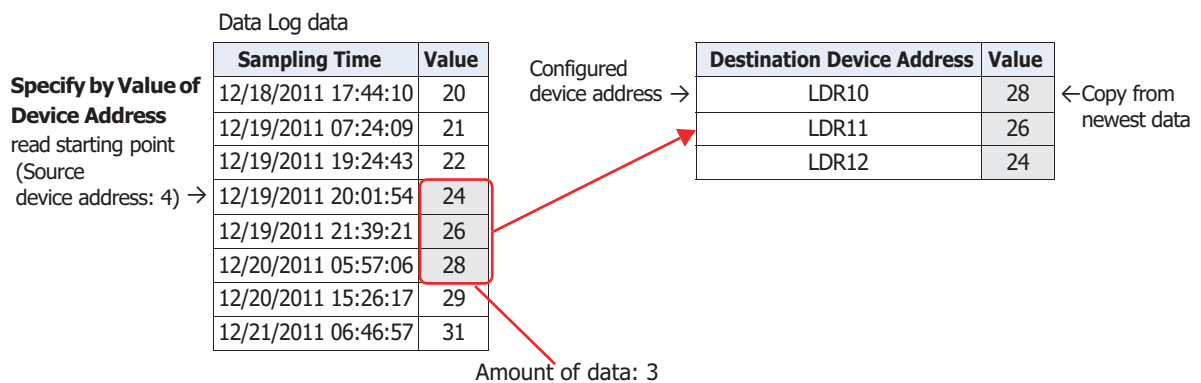 Data Log data
Sampling Time Value
12/18/2011 17:44:10 20
12/19/2011 07:24:09 21
12/19/2011 19:24:43 22
12/19/2011 20:01:54 24
12/19/2011 21:39:21 26
12/20/2011 05:57:06 28
12/20/2011 15:26:17 29
12/21/2011 06:46:57 31
Specify by Value of
Device Address
read starting point
(Source
device address: 4) →
Amount of data: 3
Configured
device address →
Destination Device Address Value
LDR10 28
LDR11 26
LDR12 24
←Copy from
newest data